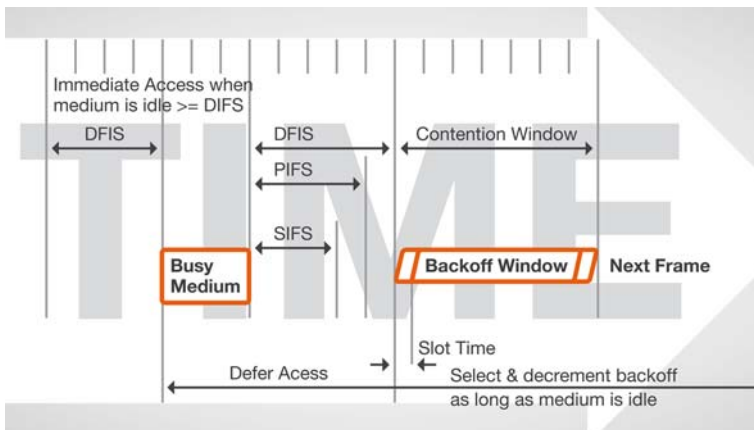 TIME
Immediate Access when
medium is idle >= DIFS
DFIS
DFIS
Contention Window
PIFS
SIFS
Busy
Medium
Backoff Window
Next Frame
Slot Time
Defer Acess
Select & decrement backoff
as long as medium is idle